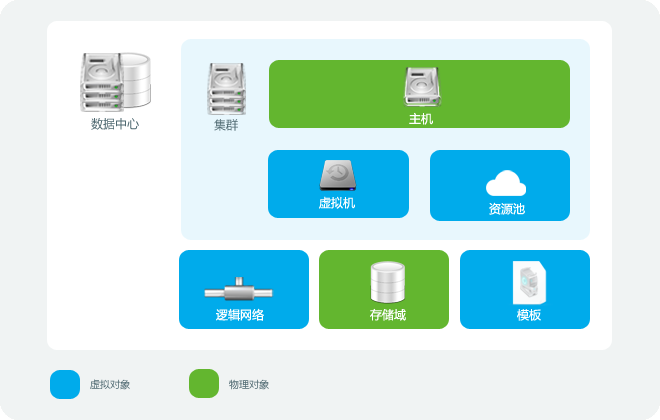 数据中心
集群
主机
虚拟机
资源池
逻辑网络
存储域
模板
虚拟对象
物理对象